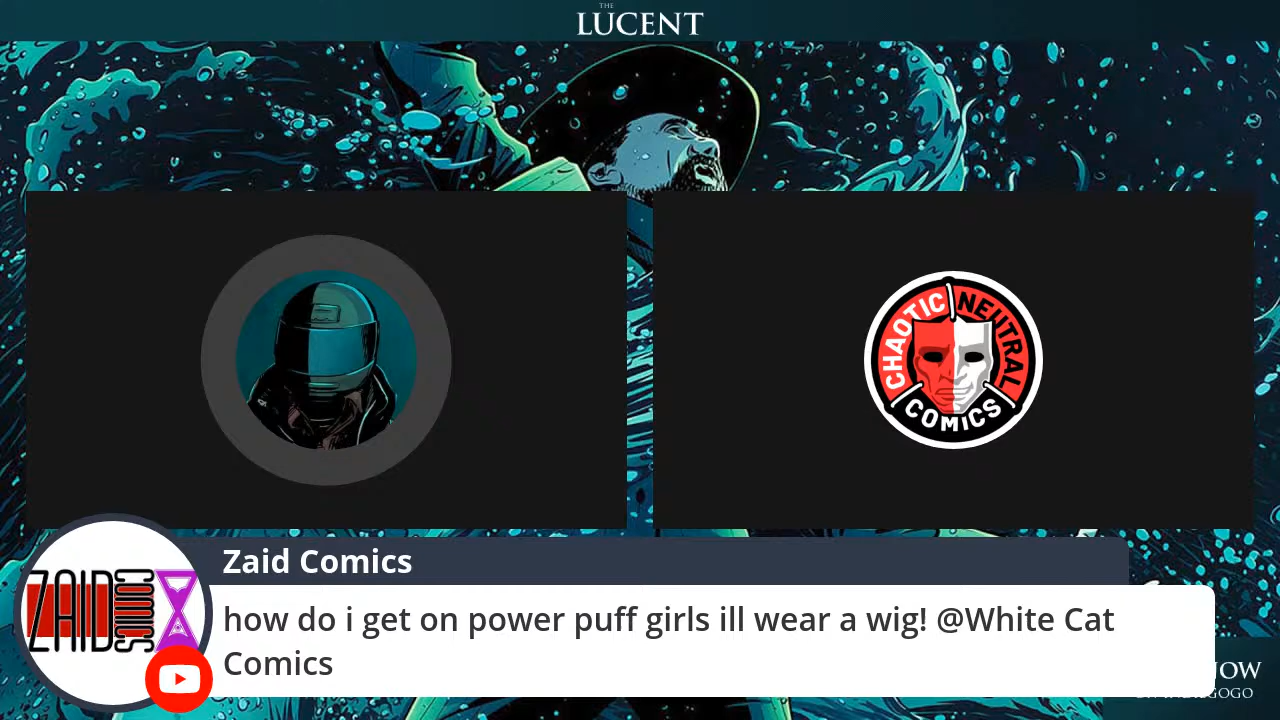 THE
LUCENT
CHAOTIC NEUTRAL
COMICS
Zaid Comics
ZAID COMICS
how do i get on power puff girls ill wear a wig! @White Cat
Comics